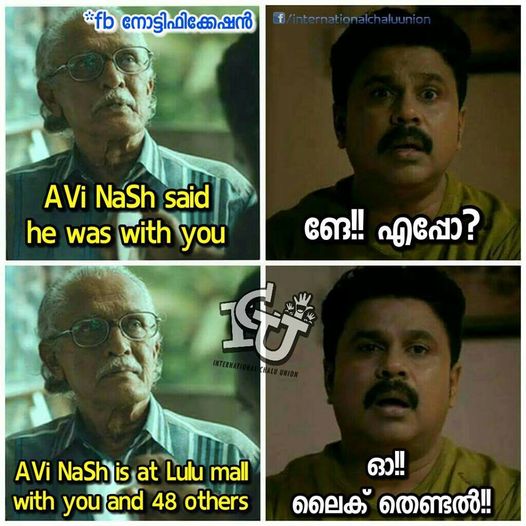 *fb നോട്ടിഫിക്കേഷൻ
f/internationalchaluunion
AVi NaSh said
he was with you
ങേ!! എപ്പോ?
ICU
INTERNATIONAL CHALU UNION
AVi NaSh is at Lulu mall
with you and 48 others
ഓ!!
ലൈക് തെണ്ടൽ!!